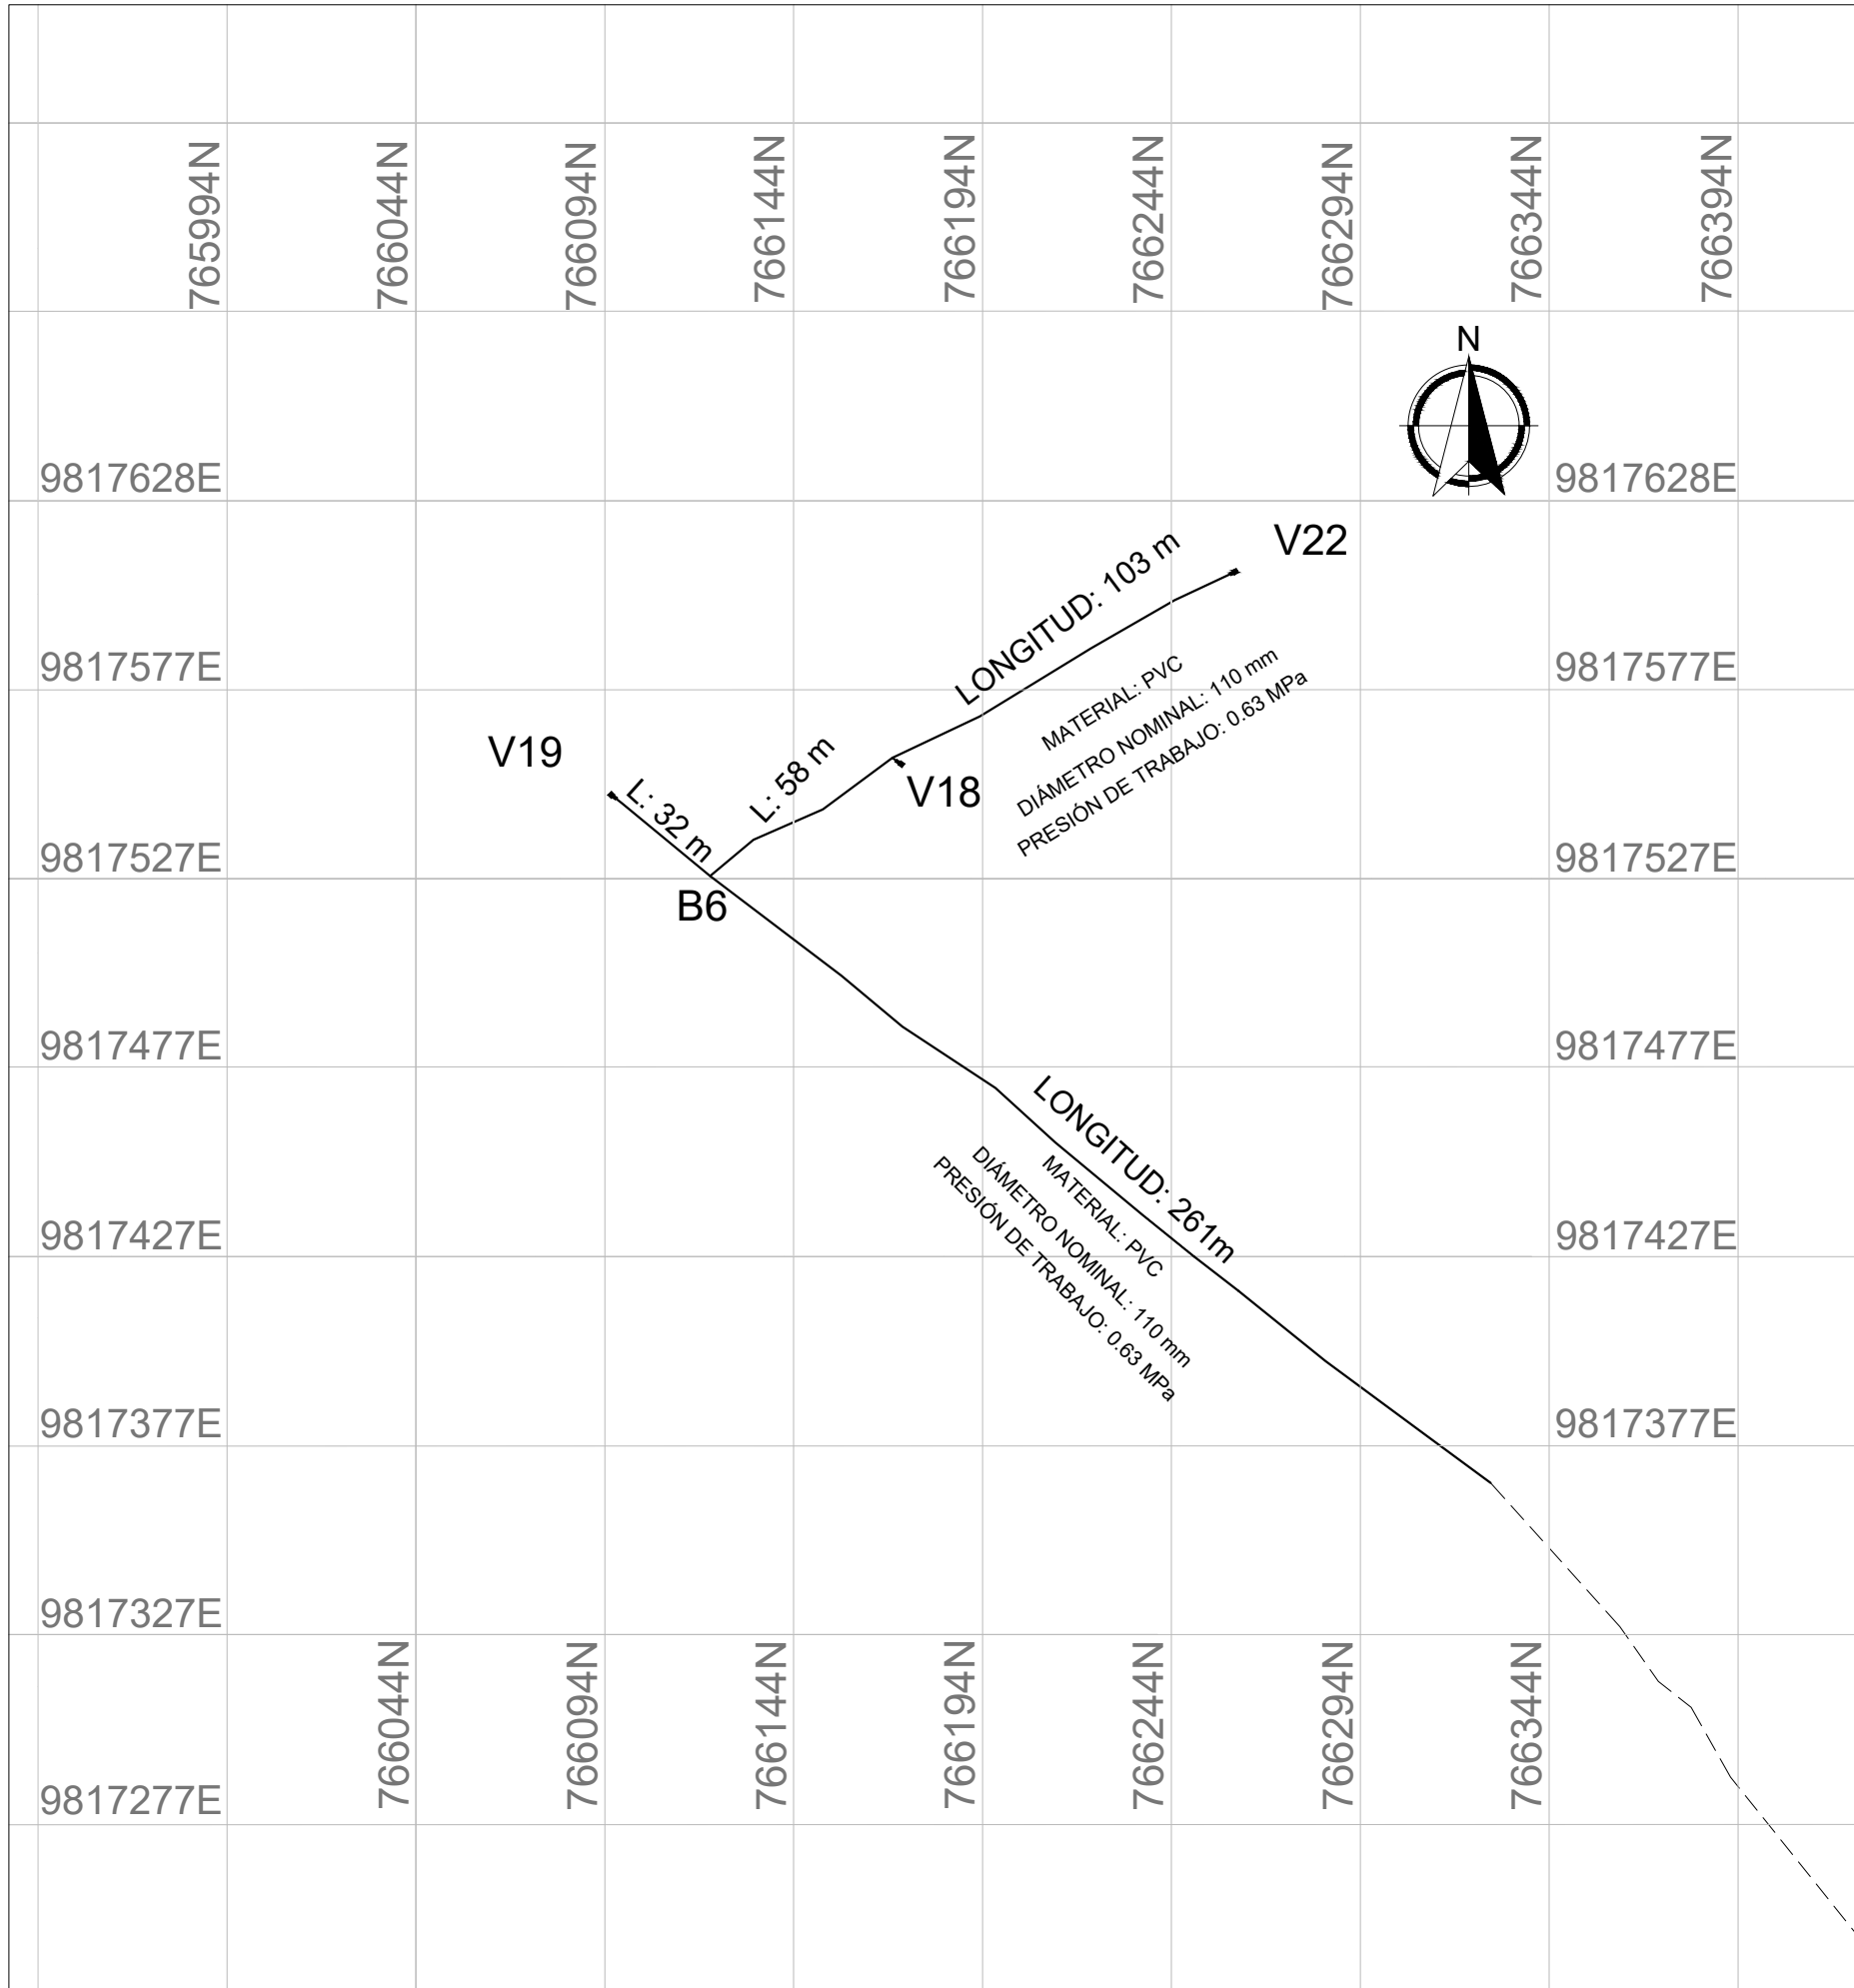 765994N
766044N
766094N
766144N
766194N
766244N
766294N
766344N
766394N
N
9817628E
9817628E
V22
LONGITUD: 103 m
9817577E
9817577E
MATERIAL: PVC
DIÁMETRO NOMINAL: 110 mm
PRESIÓN DE TRABAJO: 0.63 MPa
V19
L: 58 m
V18
L: 32 m
9817527E
9817527E
B6
9817477E
9817477E
LONGITUD: 261m
MATERIAL: PVC
DIÁMETRO NOMINAL: 110 mm
PRESIÓN DE TRABAJO: 0.63 MPa
9817427E
9817427E
9817377E
9817377E
9817327E
766044N
766094N
766144N
766194N
766244N
766294N
766344N
9817277E